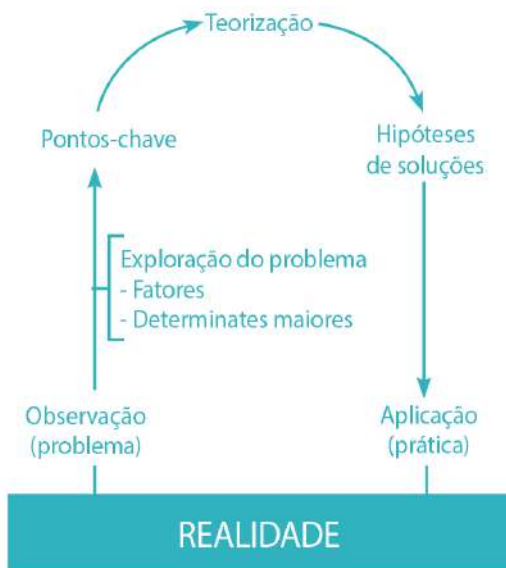 Teorização
Pontos-chave
Hipóteses
de soluções
Exploração do problema
- Fatores
- Determinates maiores
Observação
(problema)
Aplicação
(prática)
REALIDADE